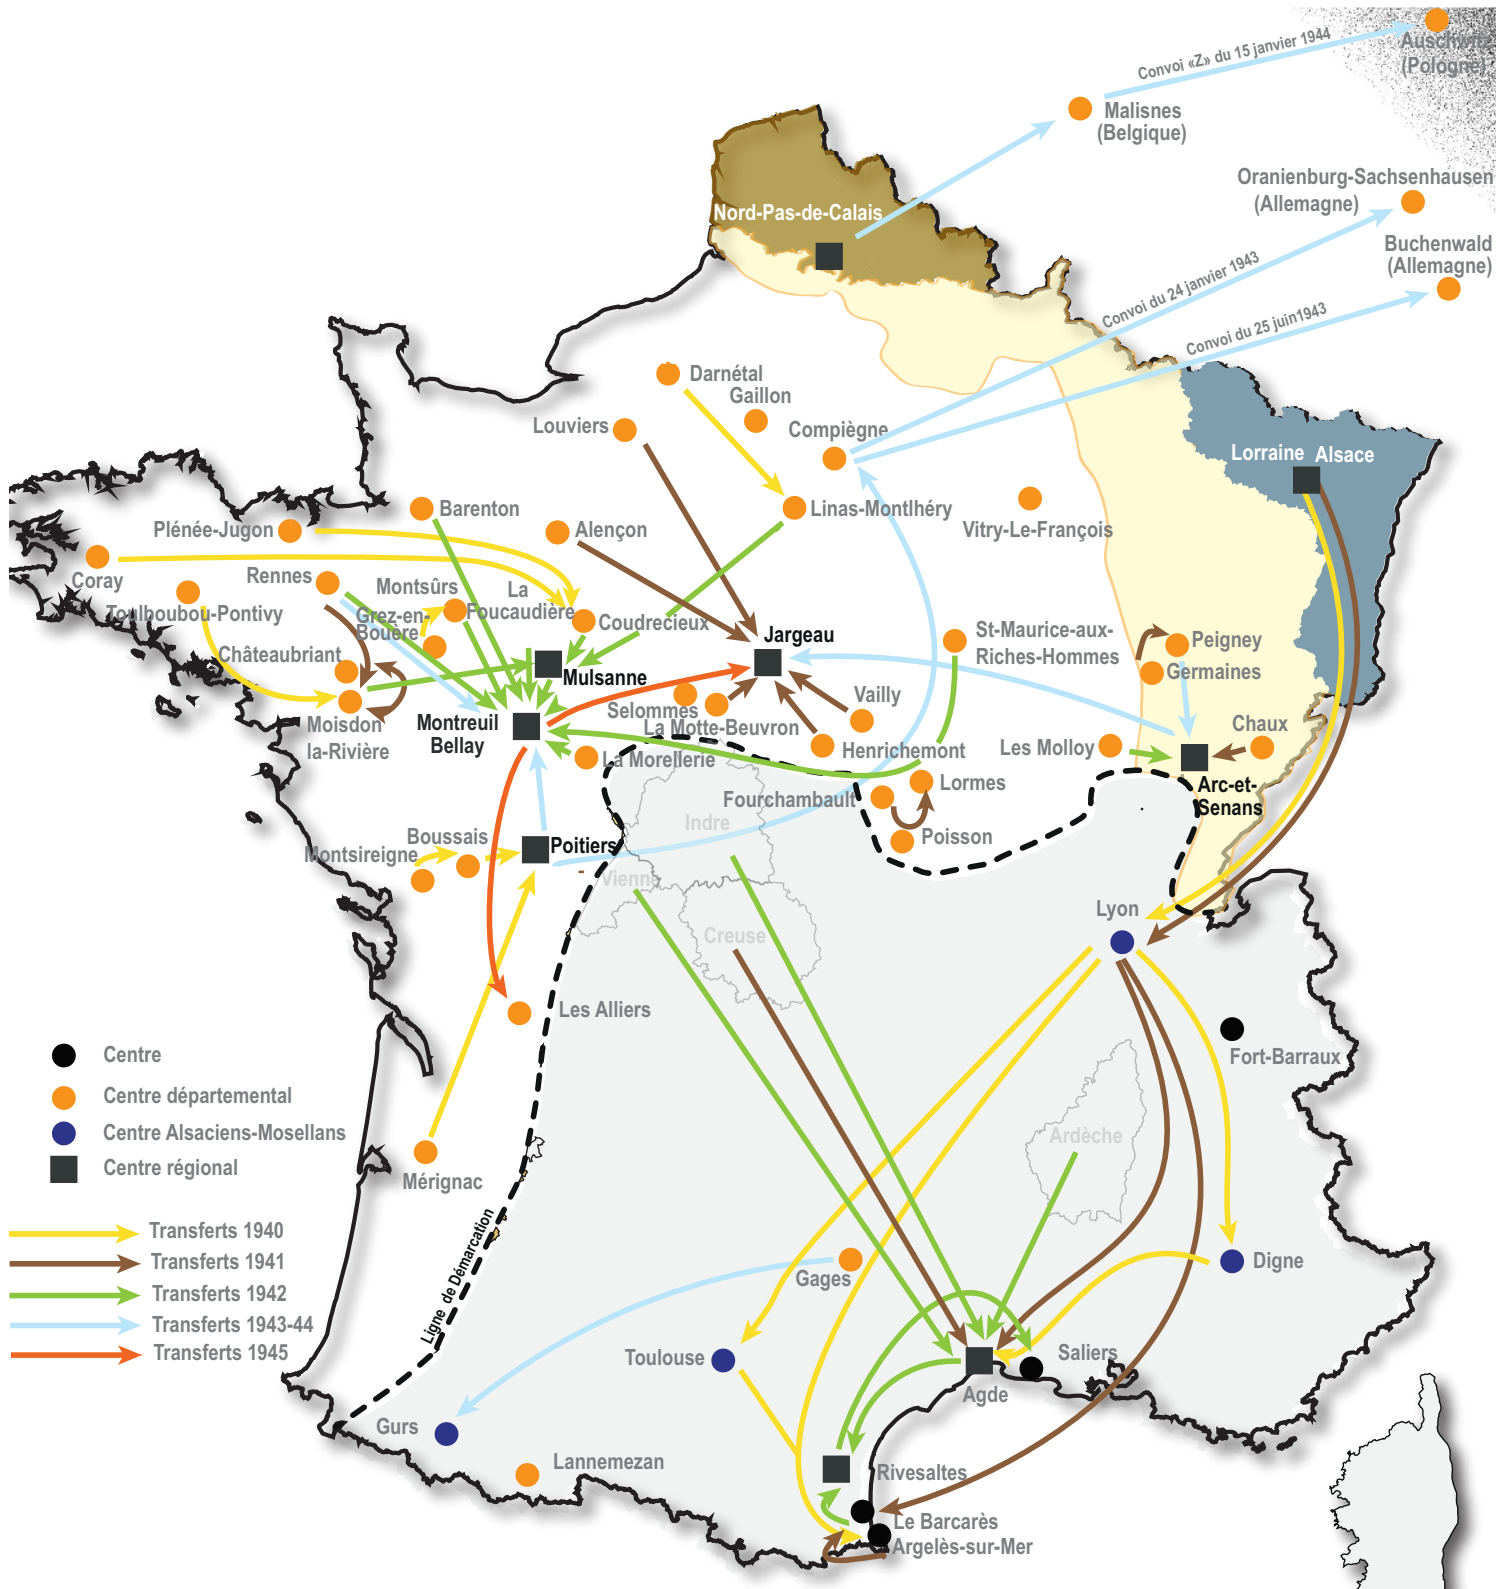 Convoi «Z» du 15 janvier 1944
Auschwitz
(Pologne)
Malisnes
(Belgique)
Oranienburg-Sachsenhausen
(Allemagne)
Nord-Pas-de-Calais
Buchenwald
(Allemagne)
Convoi du 24 janvier 1943
Convoi du 25 juin1943
Darnétal
Gaillon
Louviers
Compiègne
Lorraine
Alsace
Barenton
Linas-Montlhéry
Plénée-Jugon
Alençon
Vitry-Le-François
Coray
Rennes
Montsûrs
La
Foucaudière
Toulboubou-Pontivy
Grez-en-
Bouère
Coudrecieux
St-Maurice-aux-
Riches-Hommes
Jargeau
Peigney
Châteaubriant
Mulsanne
Germaines
Moisdon
la-Rivière
Montreuil
Bellay
Selommes
La Motte-Beuvron
Vailly
Henrichemont
Les Molloy
Chaux
La Morellerie
Arc-et-
Senans
Fourchambault
Lormes
Indre
Boussais
Poisson
Montsireigne
Poitiers
Vienne
Creuse
Lyon
Les Alliers
Fort-Barraux
Centre
Centre départemental
Centre Alsaciens-Mosellans
Centre régional
Ardèche
Mérignac
Ligne de Démarcation
Transferts 1940
Transferts 1941
Transferts 1942
Transferts 1943-44
Transferts 1945
Gages
Digne
Toulouse
Saliers
Agde
Gurs
Lannemezan
Rivesaltes
Le Barcarès
Argelès-sur-Mer